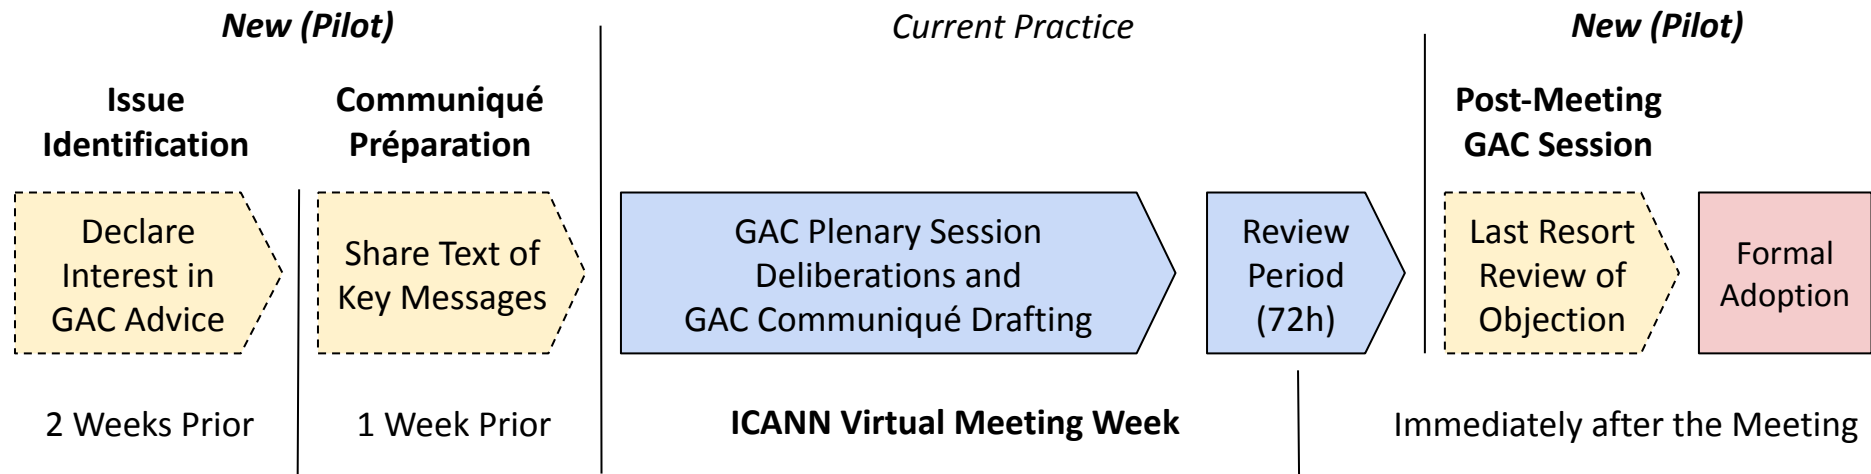 New (Pilot)
Current Practice
New (Pilot)
Issue
Identification
Communiqué
Préparation
Post-Meeting
GAC Session
Declare
Interest in
GAC Advice
Share Text of
Key Messages
GAC Plenary Session
Deliberations and
GAC Communiqué Drafting
Review
Period
(72h)
Last Resort
Review of
Objection
Formal
Adoption
2 Weeks Prior
1 Week Prior
ICANN Virtual Meeting Week
Immediately after the Meeting